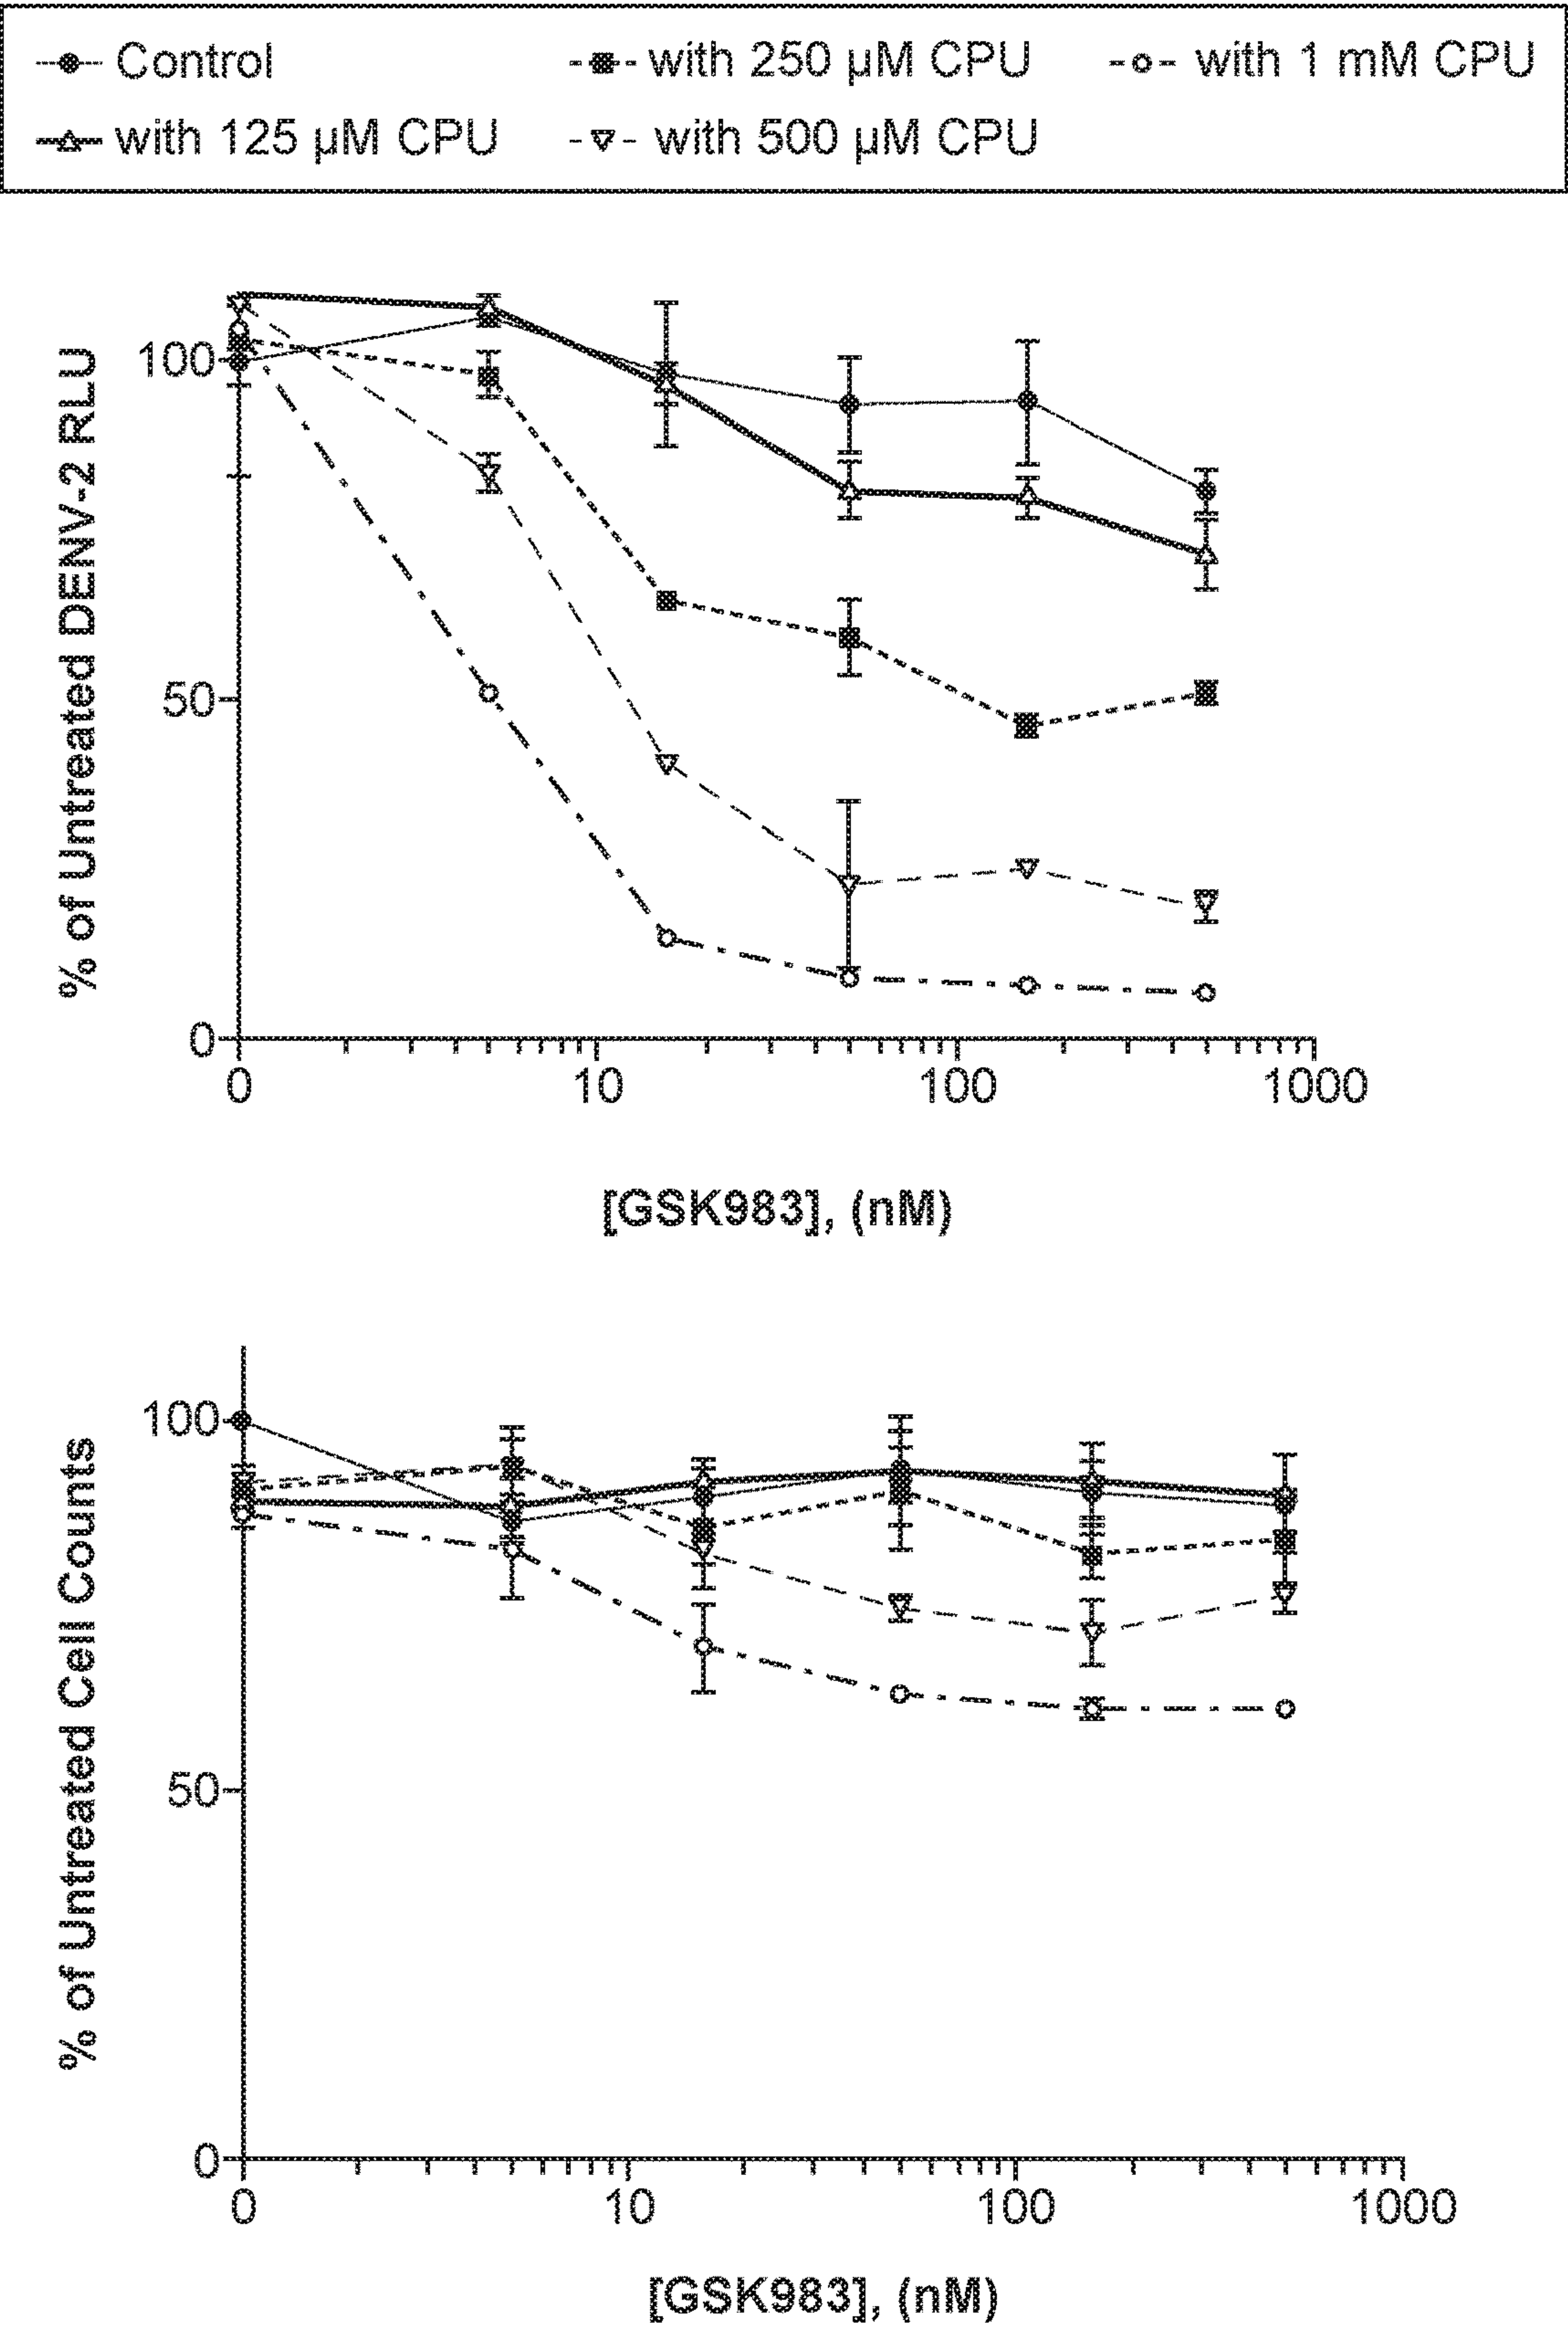 Control with 250 µM CPU with 1 mM CPU
with 125 µM CPU with 500 µM CPU
% of Untreated DENV-2 RLU
100
50
0
0 10 100 1000
[GSK983], (nM)
% of Untreated Cell Counts
100
50
0
0 10 100 1000
[GSK983], (nM)